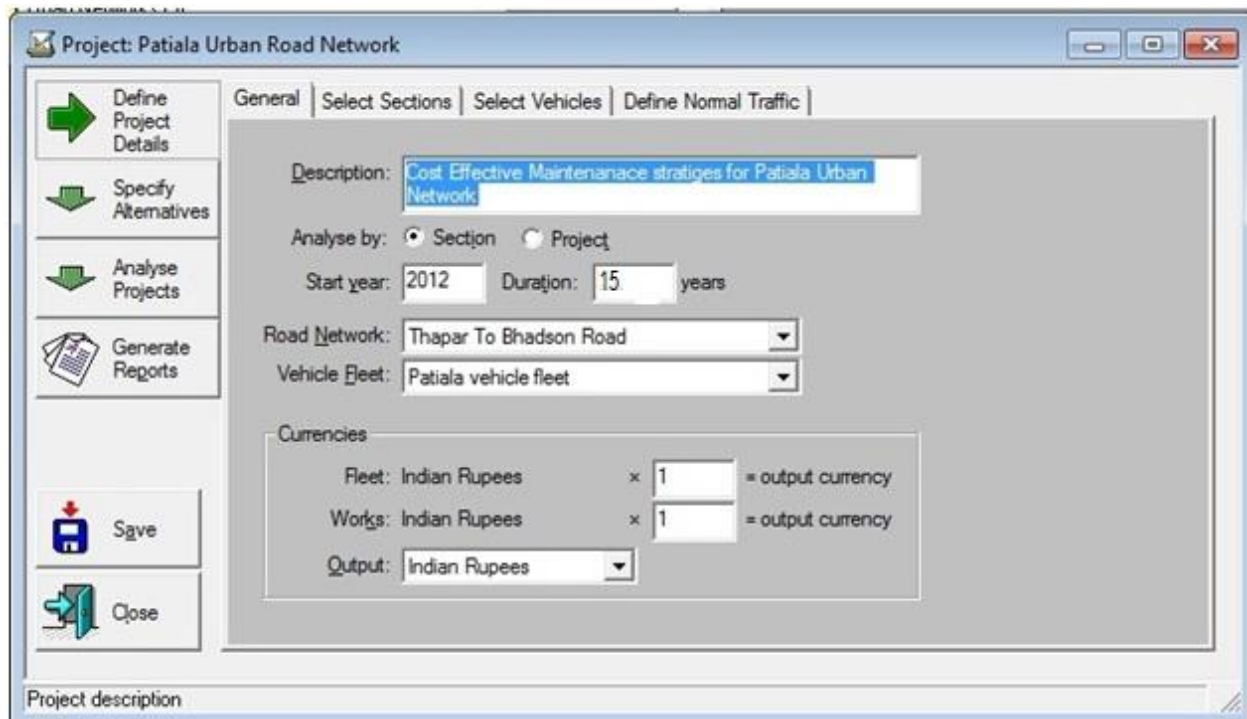 Project: Patiala Urban Road Network
Define
Project
Details
Specify
Alternatives
Analyse
Projects
Generate
Reports
Save
Close
General Select Sections Select Vehicles Define Normal Traffic
Description: Cost Effective Maintenanace stratiges for Patiala Urban
Network
Analyse by: Section Project
Start year: 2012 Duration: 15 years
Road Network: Thapar To Bhadson Road
Vehicle Fleet: Patiala vehicle fleet
Currencies
Fleet: Indian Rupees × 1 = output currency
Works: Indian Rupees × 1 = output currency
Output: Indian Rupees
Project description